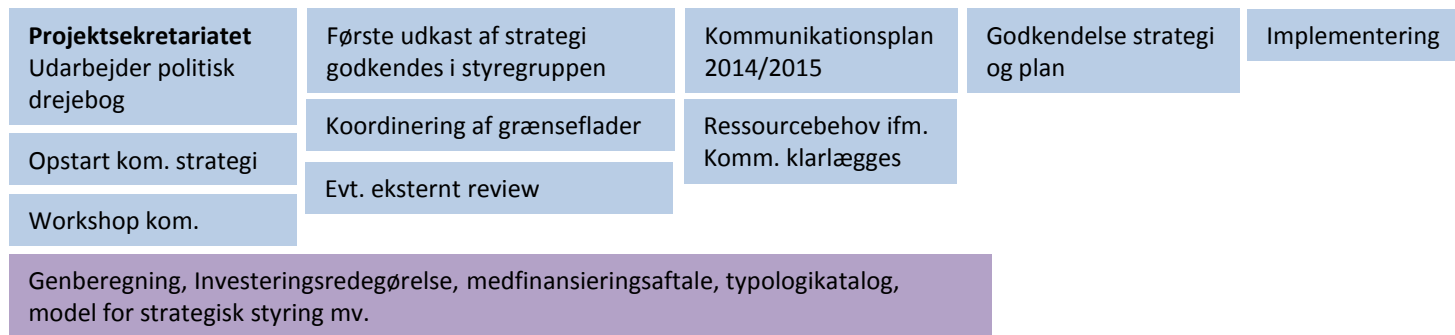 Projektsekretariatet
Udarbejder politisk
drejebog
Opstart kom. strategi
Workshop kom.
Første udkast af strategi
godkendes i styregruppen
Koordinering af grænseflader
Evt. eksternt review
Kommunikationsplan
2014/2015
Ressourcebehov ifm.
Komm. klarlægges
Godkendelse strategi
og plan
Implementering
Genberegning, Investeringsredegørelse, medfinansieringsaftale, typologikatalog,
model for strategisk styring mv.